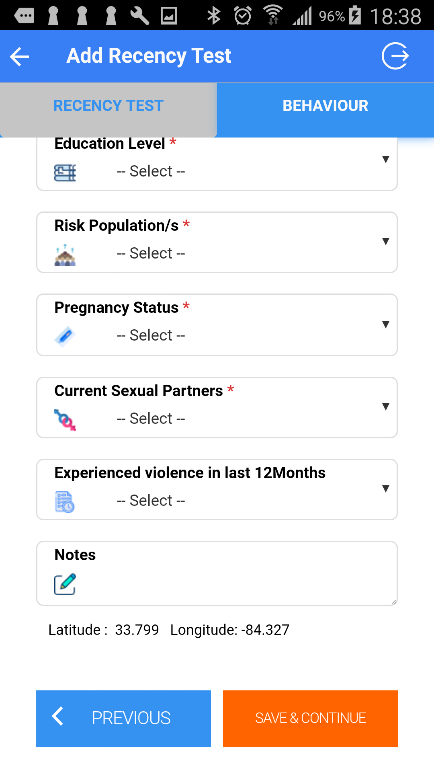 96% 18:38
Add Recency Test
RECENCY TEST BEHAVIOUR
Education Level *
-- Select --
Risk Population/s *
-- Select --
Pregnancy Status *
-- Select --
Current Sexual Partners *
-- Select --
Experienced violence in last 12Months
-- Select --
Notes
Latitude : 33.799 Longitude: -84.327
PREVIOUS SAVE & CONTINUE